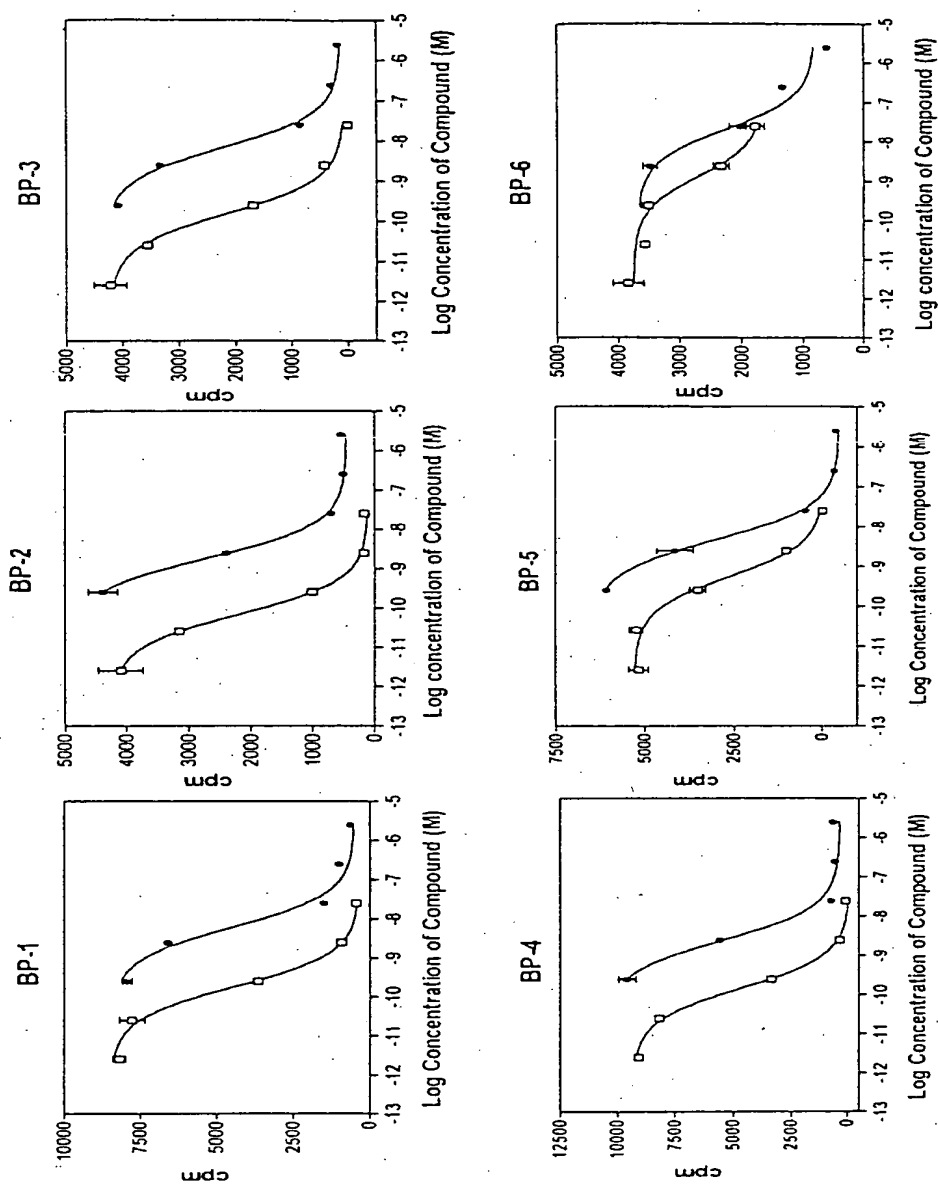 BP-1
cpm
10000
7500
5000
2500
0
-13 -12 -11 -10 -9 -8 -7 -6 -5
Log Concentration of Compound (M)
BP-2
cpm
5000
4000
3000
2000
1000
0
-13 -12 -11 -10 -9 -8 -7 -6 -5
Log concentration of Compound (M)
BP-3
cpm
5000
4000
3000
2000
1000
0
-13 -12 -11 -10 -9 -8 -7 -6 -5
Log Concentration of Compound (M)
BP-4
cpm
12500
10000
7500
5000
2500
0
-13 -12 -11 -10 -9 -8 -7 -6 -5
Log Concentration of Compound (M)
BP-5
cpm
7500
5000
2500
0
-13 -12 -11 -10 -9 -8 -7 -6 -5
Log Concentration of Compound (M)
BP-6
cpm
5000
4000
3000
2000
1000
0
-13 -12 -11 -10 -9 -8 -7 -6 -5
Log concentration of Compound (M)